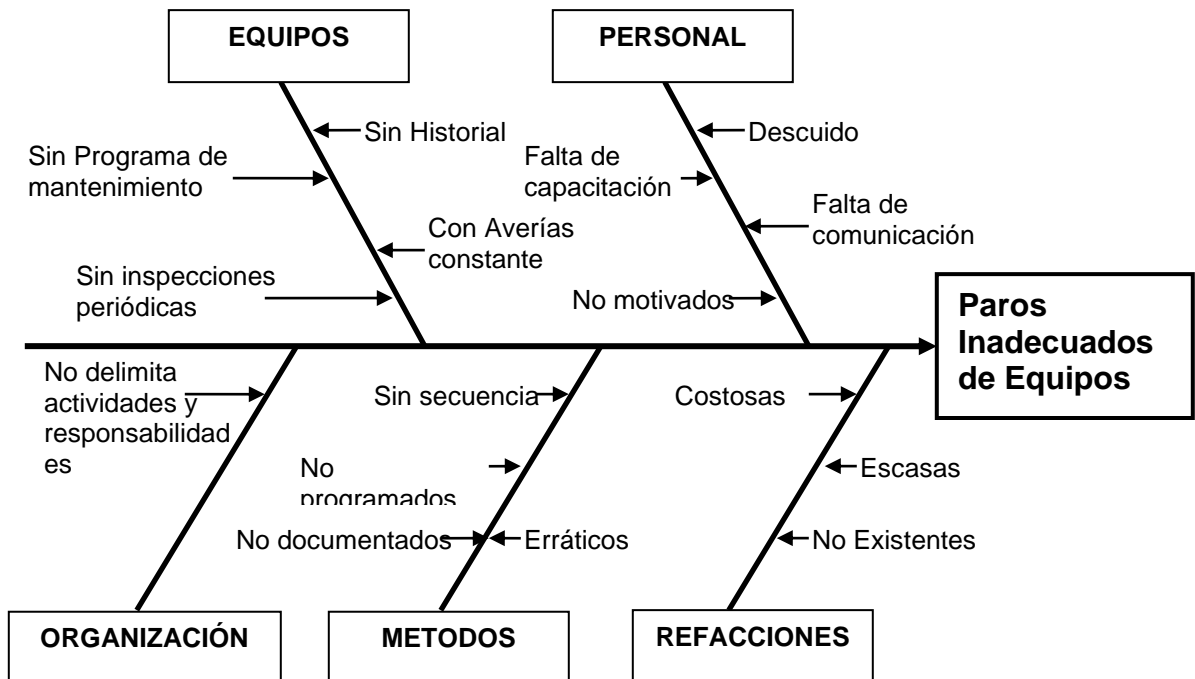 EQUIPOS
PERSONAL
Sin Historial
Descuido
Sin Programa de
mantenimiento
Falta de
capacitación
Con Averías
constante
Falta de
comunicación
Sin inspecciones
periódicas
No motivados
Paros
Inadecuados
de Equipos
No delimita
actividades y
responsabilidad
es
Sin secuencia
Costosas
No
programados
Escasas
No documentados
Erráticos
No Existentes
ORGANIZACIÓN
METODOS
REFACCIONES